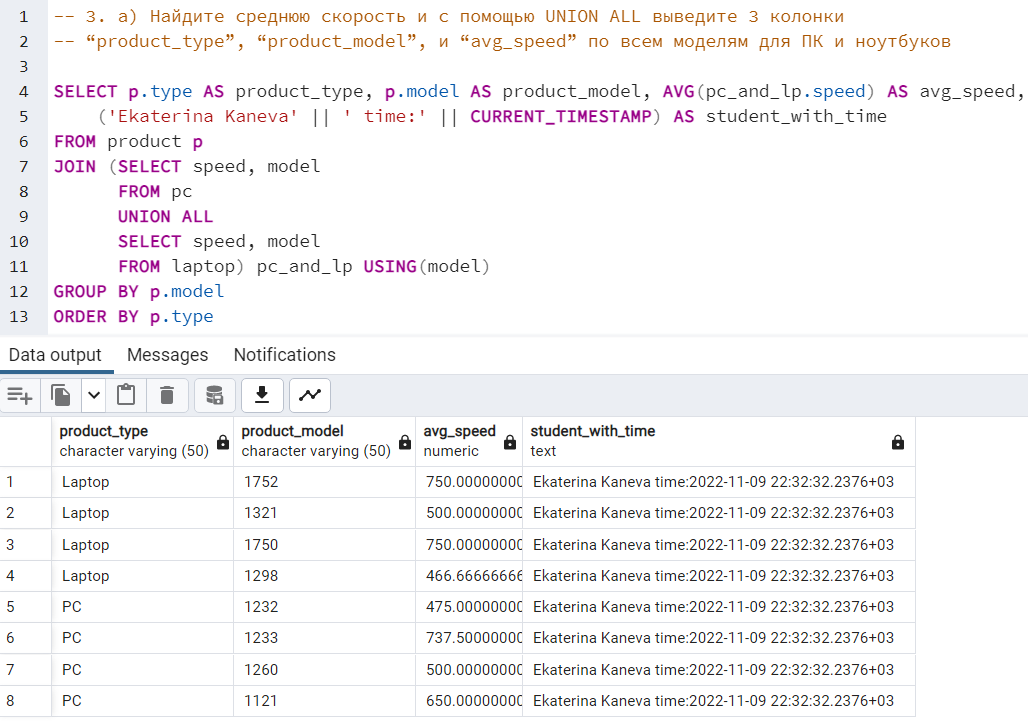 1 -- 3. a) Найдите среднюю скорость и с помощью UNION ALL выведите 3 колонки
2 -- “product_type”, “product_model”, и “avg_speed” по всем моделям для ПК и ноутбуков
3
4 SELECT p.type AS product_type, p.model AS product_model, AVG(pc_and_lp.speed) AS avg_speed,
5 ('Ekaterina Kaneva' || ' time:' || CURRENT_TIMESTAMP) AS student_with_time
6 FROM product p
7 JOIN (SELECT speed, model
8 FROM pc
9 UNION ALL
10 SELECT speed, model
11 FROM laptop) pc_and_lp USING(model)
12 GROUP BY p.model
13 ORDER BY p.type
Data output Messages Notifications
product_type product_model avg_speed student_with_time
character varying (50) character varying (50) numeric text
1 Laptop 1752 750.00000000 Ekaterina Kaneva time:2022-11-09 22:32:32.2376+03
2 Laptop 1321 500.00000000 Ekaterina Kaneva time:2022-11-09 22:32:32.2376+03
3 Laptop 1750 750.00000000 Ekaterina Kaneva time:2022-11-09 22:32:32.2376+03
4 Laptop 1298 466.66666666 Ekaterina Kaneva time:2022-11-09 22:32:32.2376+03
5 PC 1232 475.00000000 Ekaterina Kaneva time:2022-11-09 22:32:32.2376+03
6 PC 1233 737.50000000 Ekaterina Kaneva time:2022-11-09 22:32:32.2376+03
7 PC 1260 500.00000000 Ekaterina Kaneva time:2022-11-09 22:32:32.2376+03
8 PC 1121 650.00000000 Ekaterina Kaneva time:2022-11-09 22:32:32.2376+03